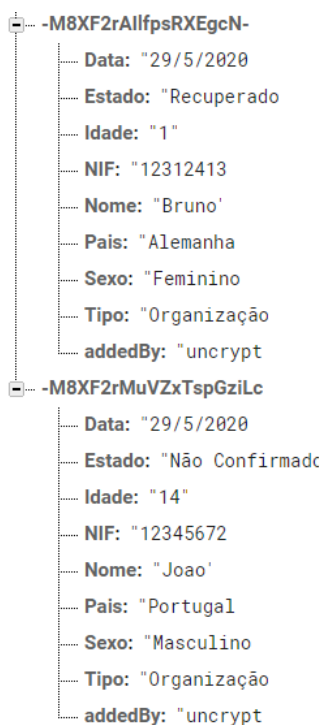 -M8XF2rAllfpsRXEgcN-
Data: "29/5/2020
Estado: "Recuperado
Idade: "1"
NIF: "12312413
Nome: "Bruno'
Pais: "Alemanha
Sexo: "Feminino
Tipo: "Organização
addedBy: "uncrypt
-M8XF2rMuVZxTspGziLc
Data: "29/5/2020
Estado: "Não Confirmado
Idade: "14"
NIF: "12345672
Nome: "Joao'
Pais: "Portugal
Sexo: "Masculino
Tipo: "Organização
addedBy: "uncrypt